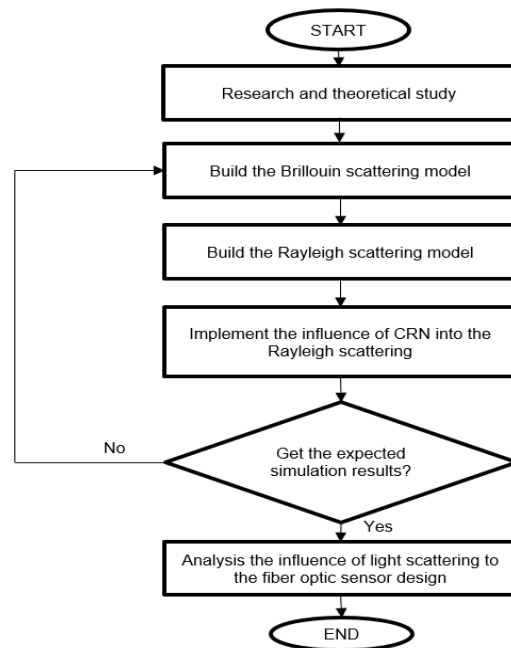 START
Research and theoretical study
Build the Brillouin scattering model
Build the Rayleigh scattering model
Implement the influence of CRN into the
Rayleigh scattering
Get the expected
simulation results?
No
Yes
Analysis the influence of light scattering to
the fiber optic sensor design
END